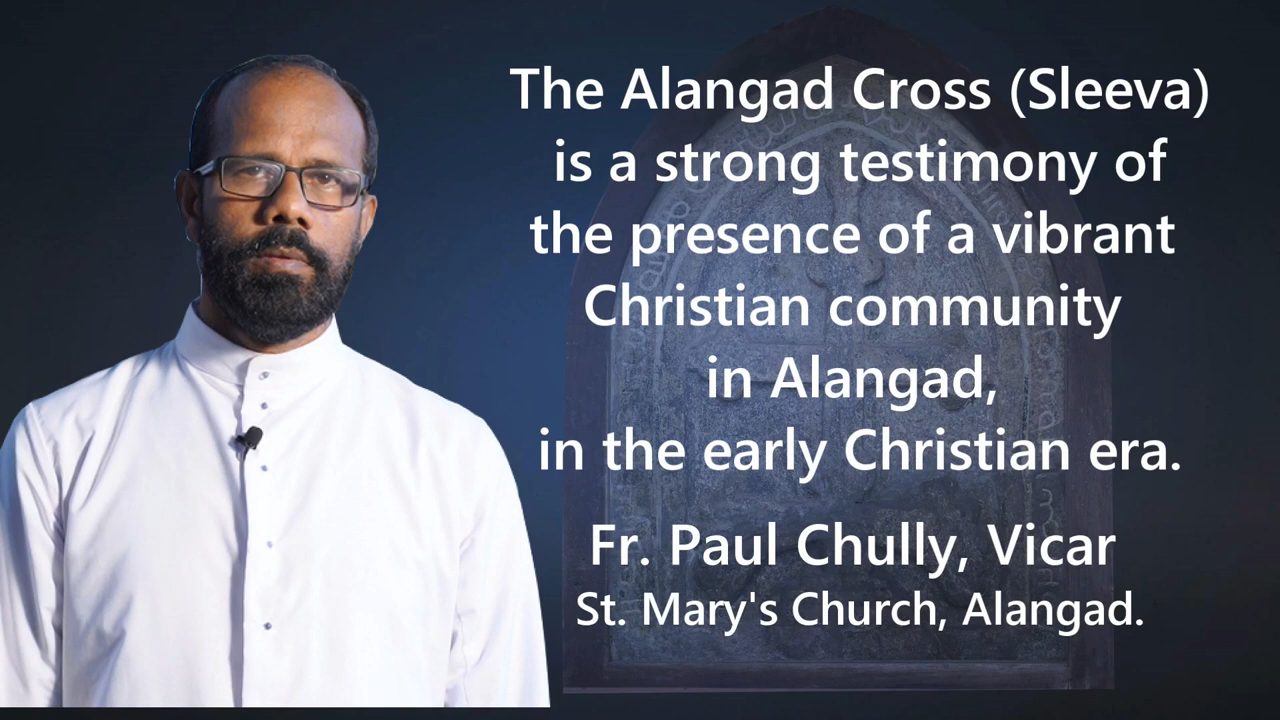 The Alangad Cross (Sleeva)
is a strong testimony of
the presence of a vibrant
Christian community
in Alangad,
in the early Christian era.
Fr. Paul Chully, Vicar
St. Mary's Church, Alangad.